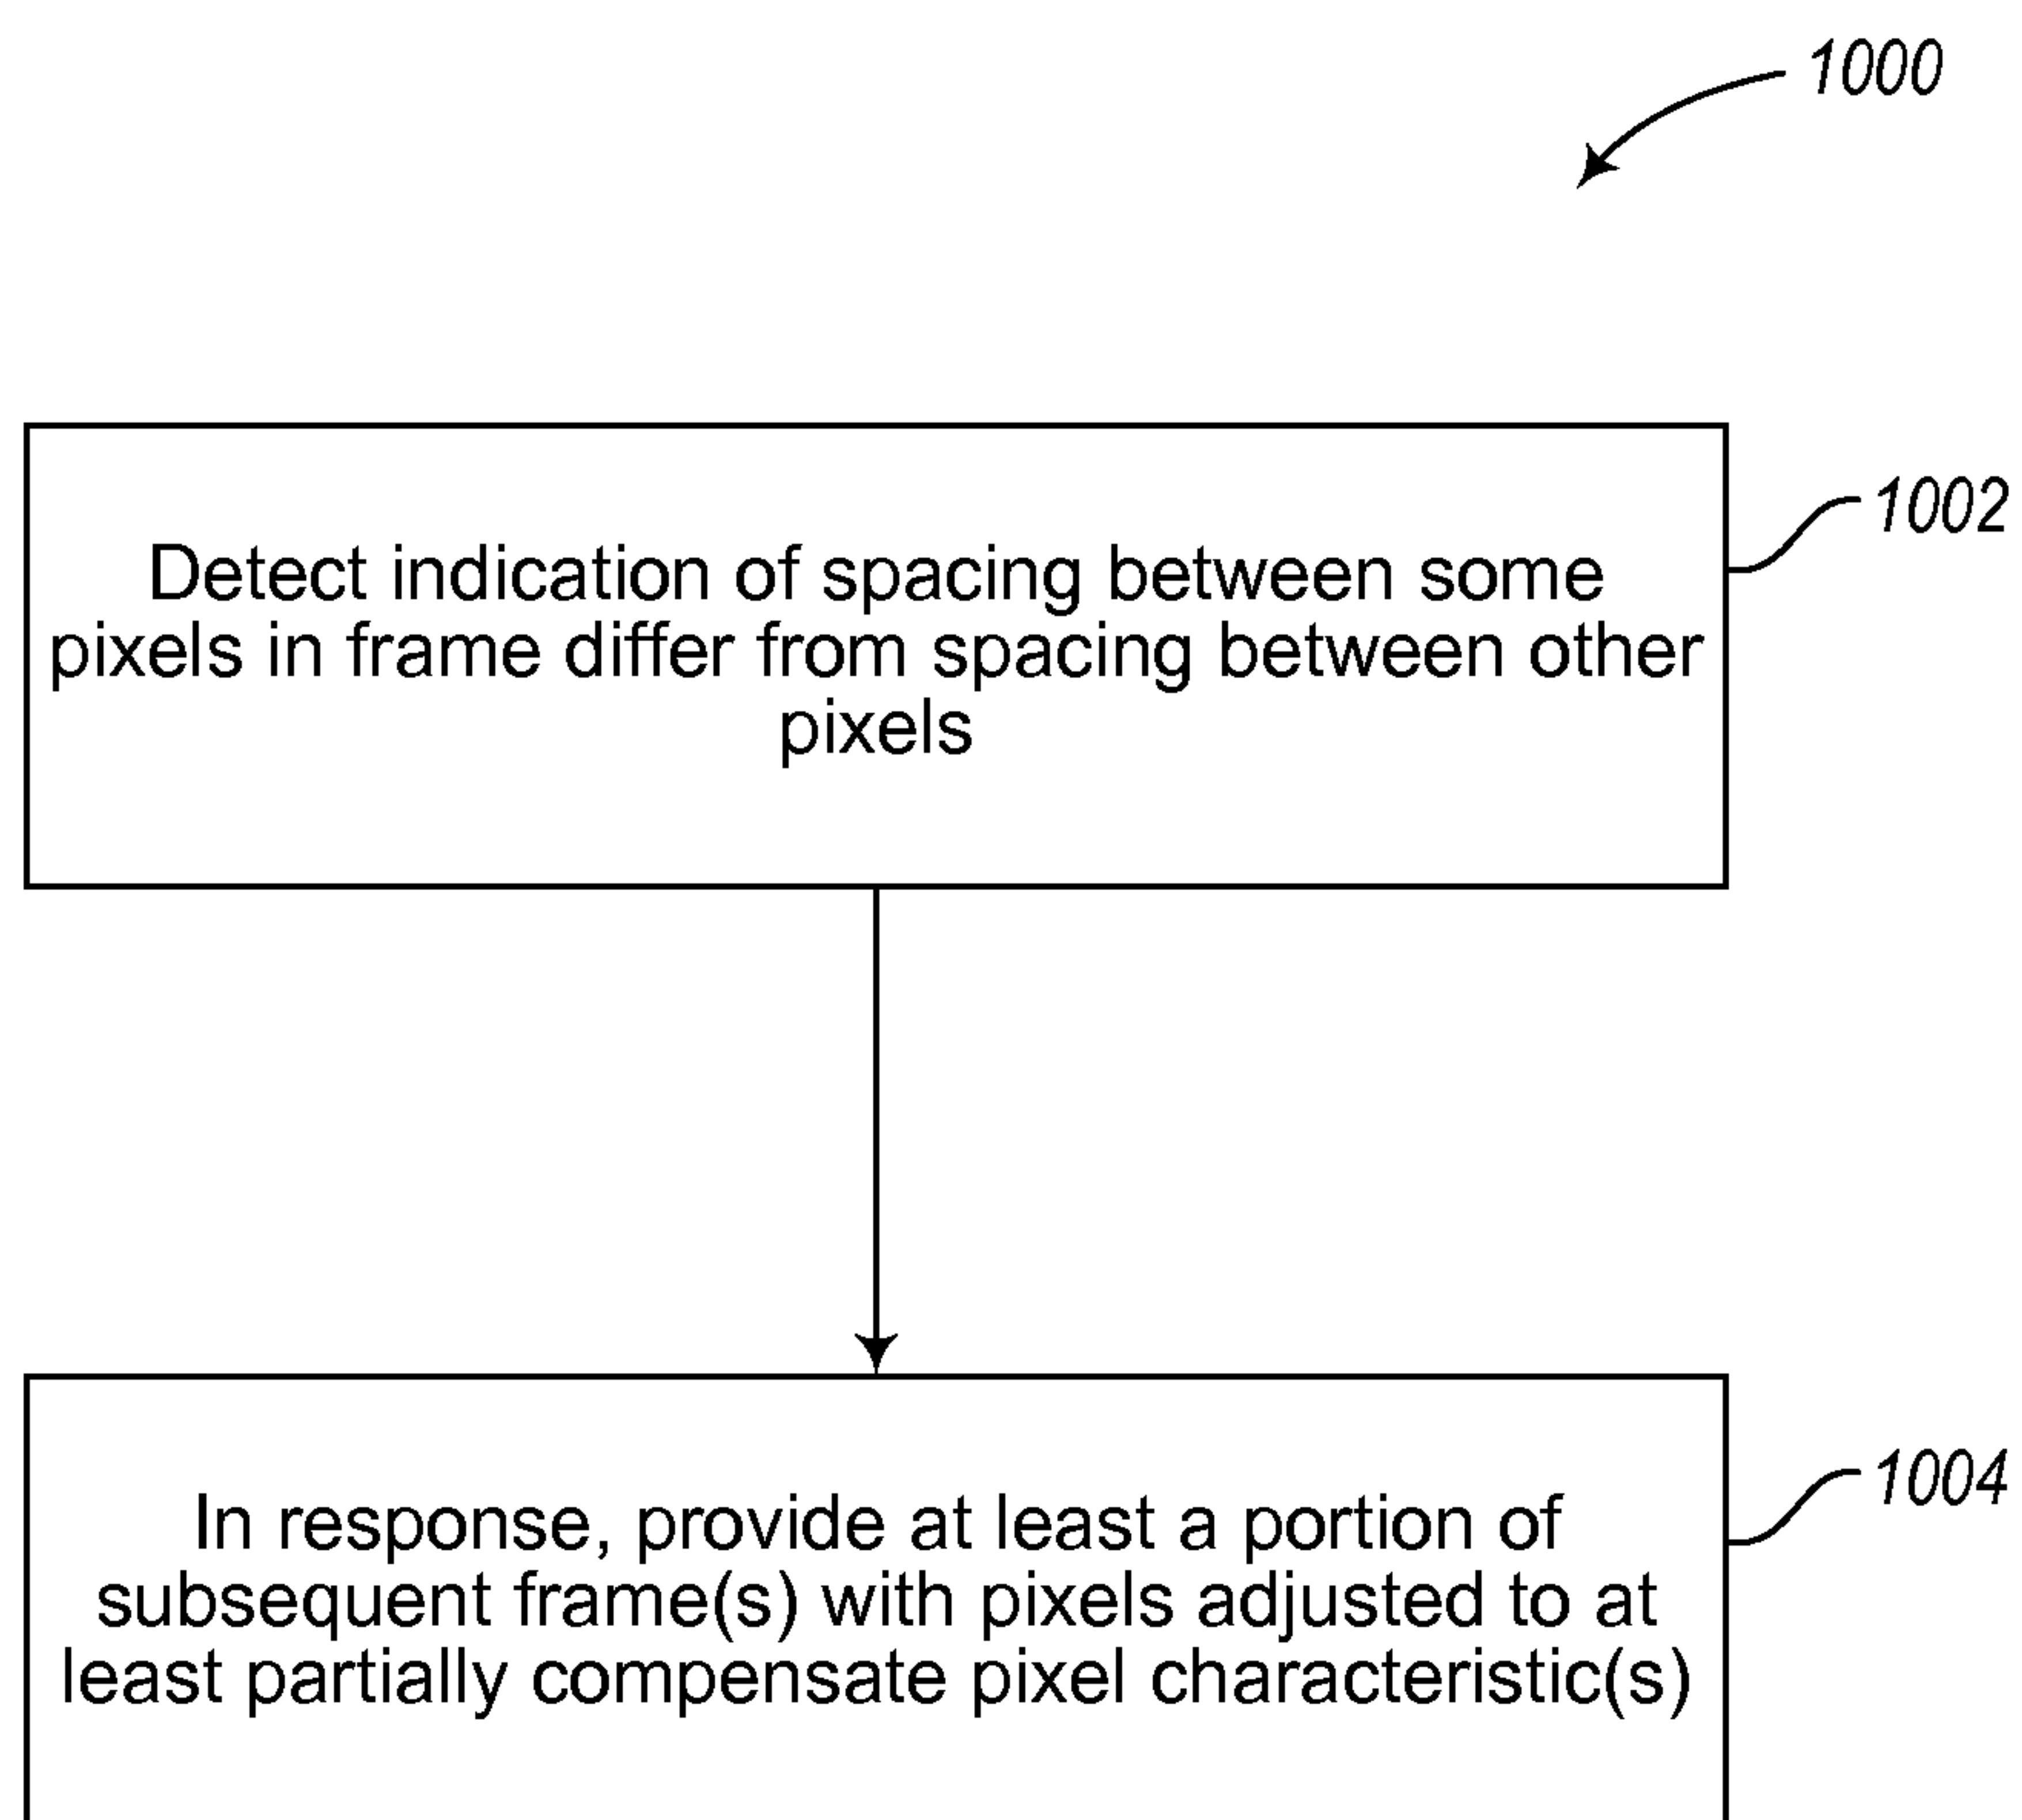 1000
Detect indication of spacing between some
pixels in frame differ from spacing between other
pixels
1002
In response, provide at least a portion of
subsequent frame(s) with pixels adjusted to at
least partially compensate pixel characteristic(s)
1004